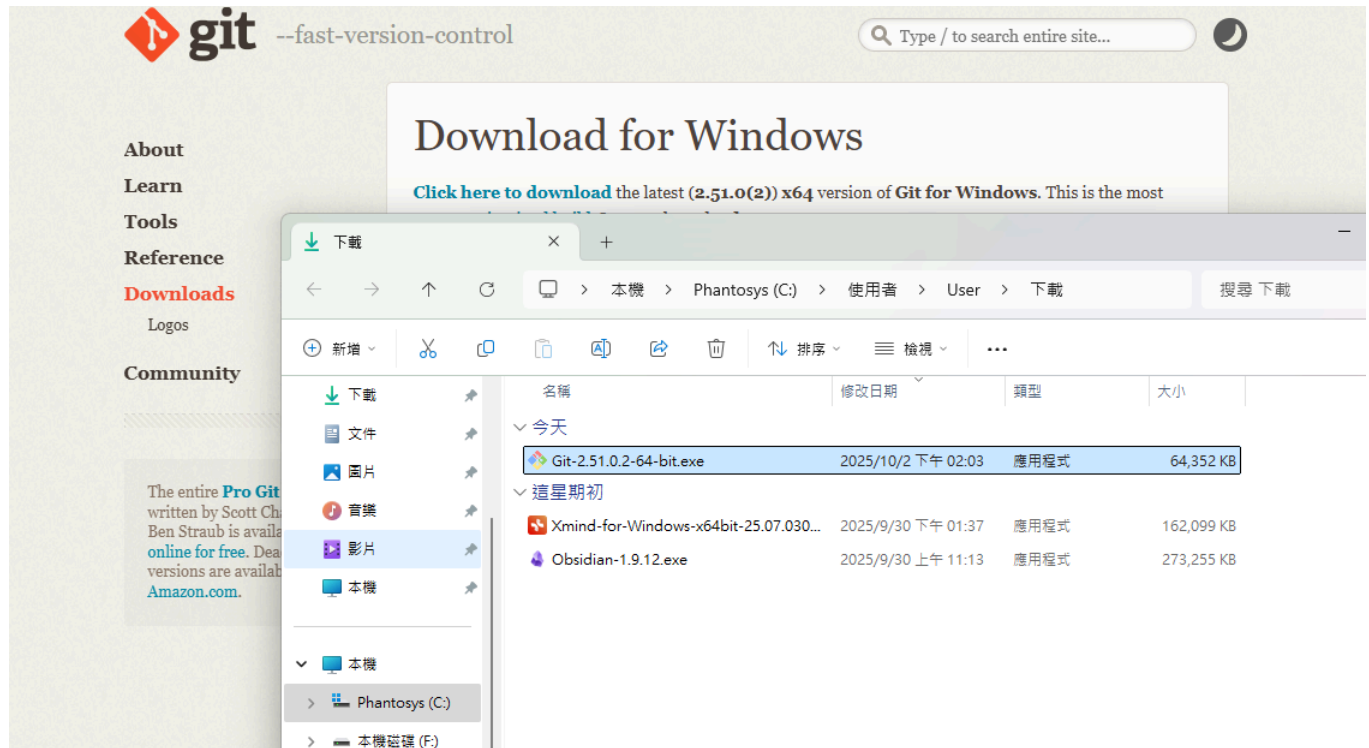 git --fast-version-control
Type / to search entire site...
About
Learn
Tools
Reference
Downloads
Logos
Community
Download for Windows
Click here to download the latest (2.51.0(2)) x64 version of Git for Windows. This is the most
The entire Pro Git
written by Scott Ch
Ben Straub is availa
online for free. Dea
versions are availab
Amazon.com.
下載
本機 > Phantosys (C:) > 使用者 > User > 下載
搜尋 下載
新增
排序
檢視
下載
文件
圖片
音樂
影片
本機
本機
Phantosys (C:)
本機磁碟 (F:)
名稱 修改日期 類型 大小
今天
Git-2.51.0.2-64-bit.exe 2025/10/2 下午 02:03 應用程式 64,352 KB
這星期初
Xmind-for-Windows-x64bit-25.07.030... 2025/9/30 下午 01:37 應用程式 162,099 KB
Obsidian-1.9.12.exe 2025/9/30 上午 11:13 應用程式 273,255 KB